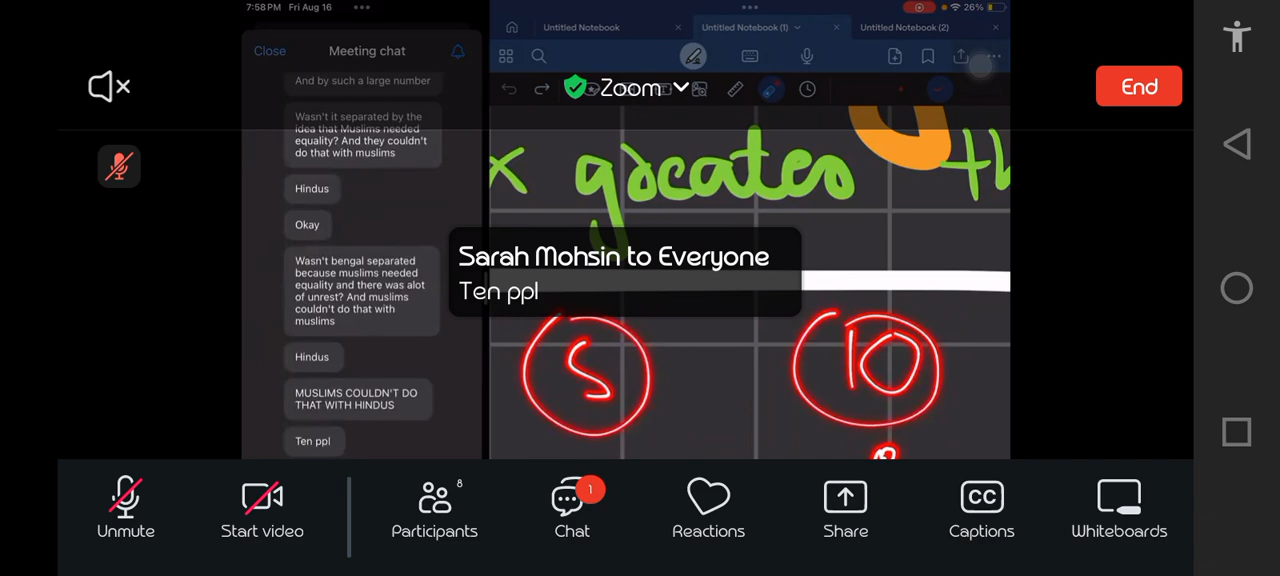 7:58PM Fri Aug 16
26%
Close
Meeting chat
And by such a large number
Wasn't it separated by the
idea that Muslims needed
equality? And they couldn't
do that with muslims
Hindus
Okay
Wasn't bengal separated
because muslims needed
equality and there was alot
of unrest? And muslims
couldn't do that with
muslims
Hindus
MUSLIMS COULDN'T DO
THAT WITH HINDUS
Ten ppl
Untitled Notebook
Untitled Notebook (1)
Untitled Notebook (2)
Zoom
End
Sarah Mohsin to Everyone
Ten ppl
5
10
8
1
Unmute
Start video
Participants
Chat
Reactions
CC
Share
Captions
Whiteboards